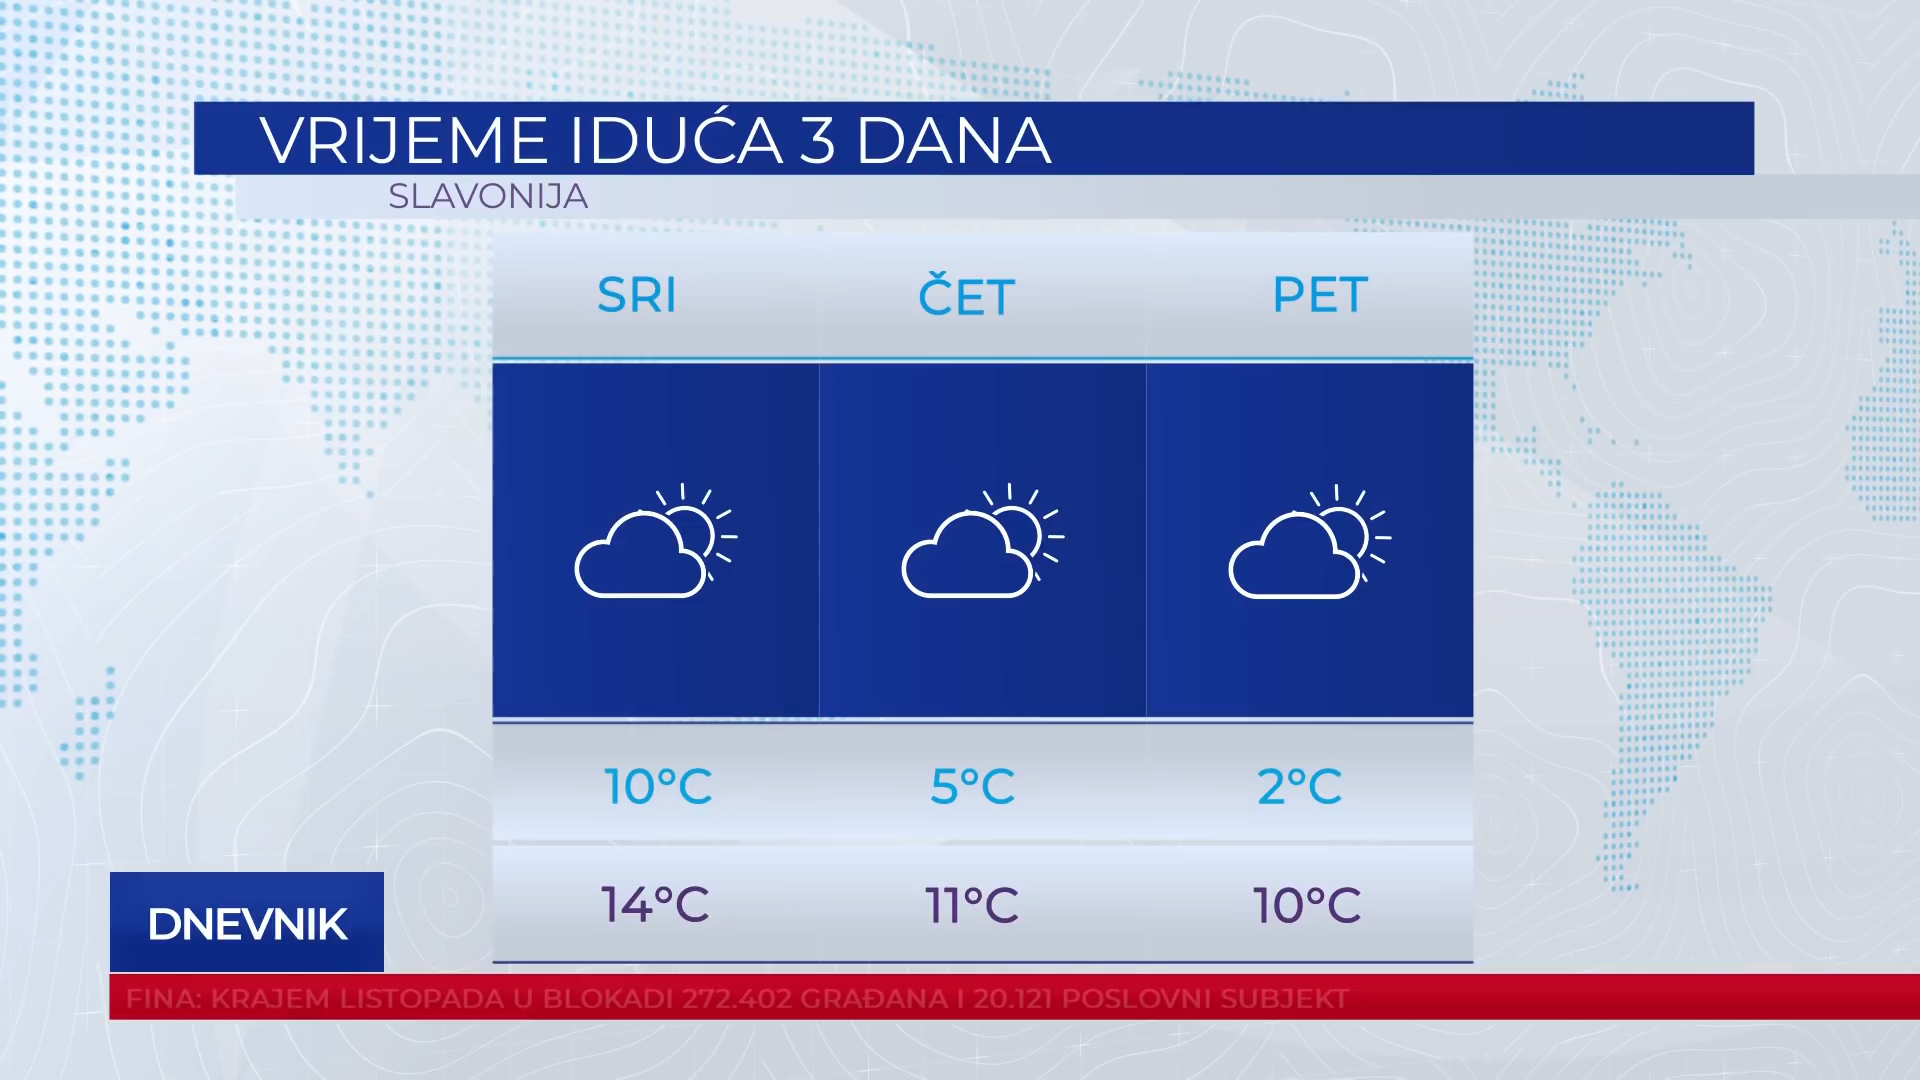 VRIJEME IDUĆA 3 DANA
SLAVONIJA
SRI ČET PET
10°C 5°C 2°C
14°C 11°C 10°C
DNEVNIK
FINA: KRAJEM LISTOPADA U BLOKADI 272.402 GRAĐANA I 20.121 POSLOVNI SUBJEKT